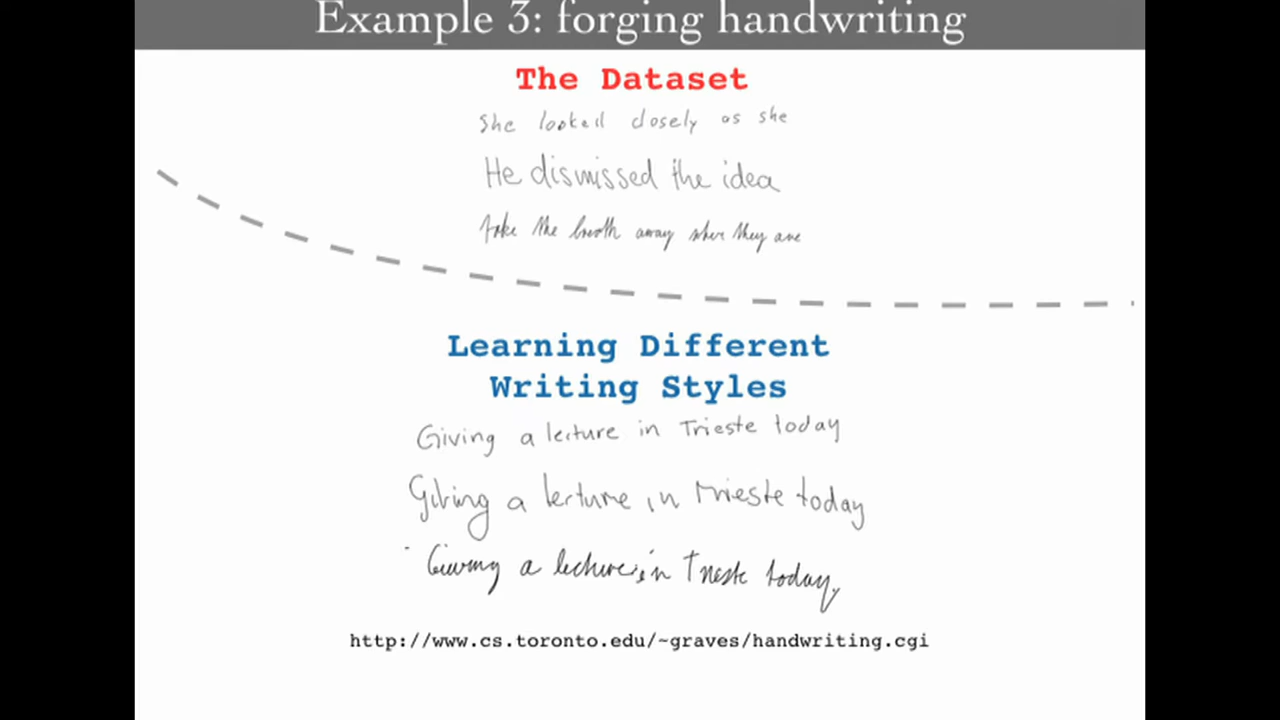 Example 3: forging handwriting
The Dataset
She looked closely as she
He dismissed the idea
take the breath away when they are
Learning Different
Writing Styles
Giving a lecture in Trieste today
Giving a lecture in Trieste today
Giving a lecture in Trieste today
http://www.cs.toronto.edu/~graves/handwriting.cgi